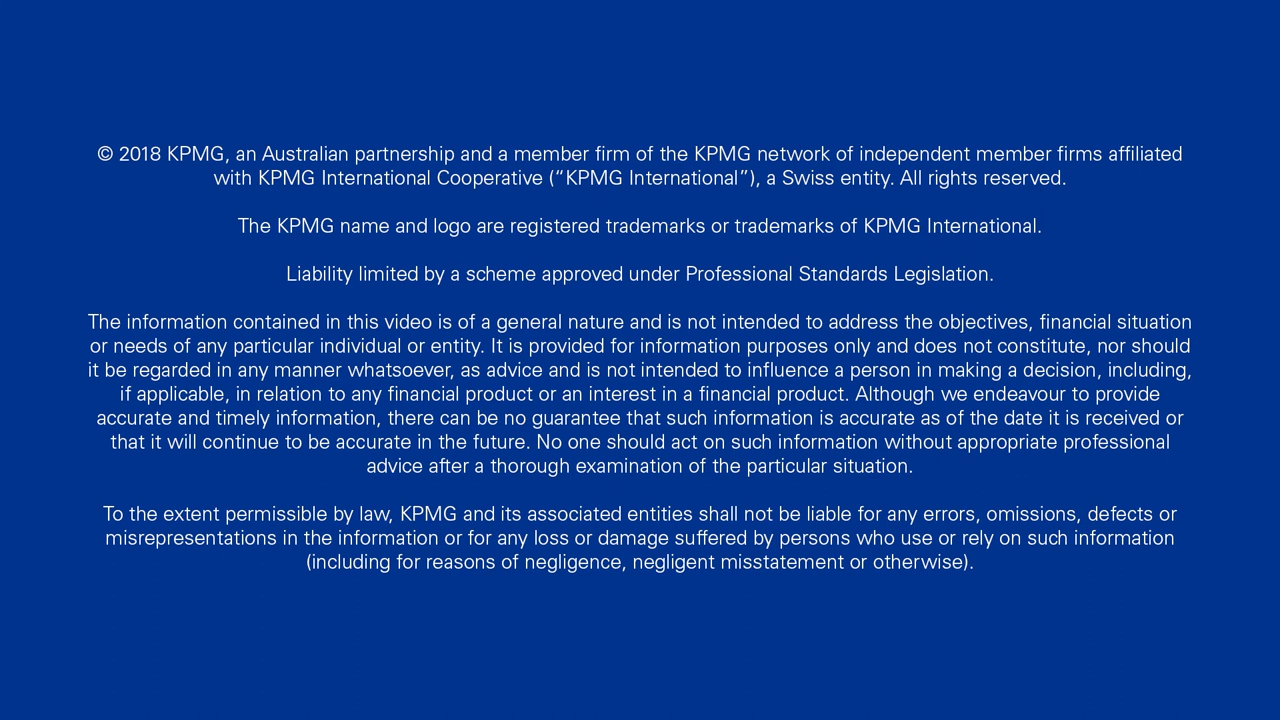 © 2018 KPMG, an Australian partnership and a member firm of the KPMG network of independent member firms affiliated
with KPMG International Cooperative (“KPMG International”), a Swiss entity. All rights reserved.
The KPMG name and logo are registered trademarks or trademarks of KPMG International.
Liability limited by a scheme approved under Professional Standards Legislation.
The information contained in this video is of a general nature and is not intended to address the objectives, financial situation
or needs of any particular individual or entity. It is provided for information purposes only and does not constitute, nor should
it be regarded in any manner whatsoever, as advice and is not intended to influence a person in making a decision, including,
if applicable, in relation to any financial product or an interest in a financial product. Although we endeavour to provide
accurate and timely information, there can be no guarantee that such information is accurate as of the date it is received or
that it will continue to be accurate in the future. No one should act on such information without appropriate professional
advice after a thorough examination of the particular situation.
To the extent permissible by law, KPMG and its associated entities shall not be liable for any errors, omissions, defects or
misrepresentations in the information or for any loss or damage suffered by persons who use or rely on such information
(including for reasons of negligence, negligent misstatement or otherwise).